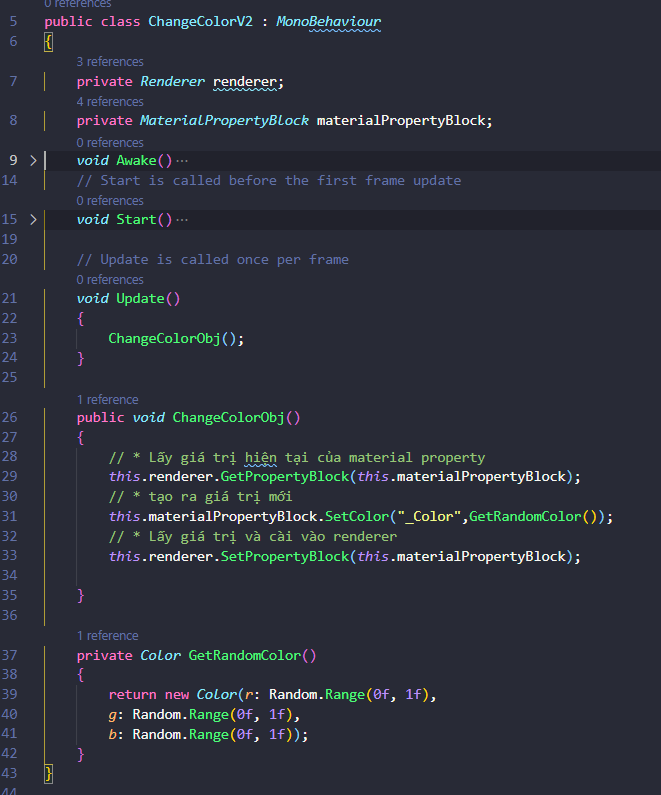 0 references
5 public class ChangeColorV2 : MonoBehaviour
6 {
3 references
7 private Renderer renderer;
4 references
8 private MaterialPropertyBlock materialPropertyBlock;
0 references
9 void Awake() ···
14 // Start is called before the first frame update
0 references
15 void Start() ···
19
20 // Update is called once per frame
0 references
21 void Update()
22 {
23 ChangeColorObj();
24 }
25
1 reference
26 public void ChangeColorObj()
27 {
28 // * Lấy giá trị hiện tại của material property
29 this.renderer.GetPropertyBlock(this.materialPropertyBlock);
30 // * tạo ra giá trị mới
31 this.materialPropertyBlock.SetColor("_Color",GetRandomColor());
32 // * Lấy giá trị và cài vào renderer
33 this.renderer.SetPropertyBlock(this.materialPropertyBlock);
34
35 }
36
1 reference
37 private Color GetRandomColor()
38 {
39 return new Color(r: Random.Range(0f, 1f),
40 g: Random.Range(0f, 1f),
41 b: Random.Range(0f, 1f));
42 }
43 }
44